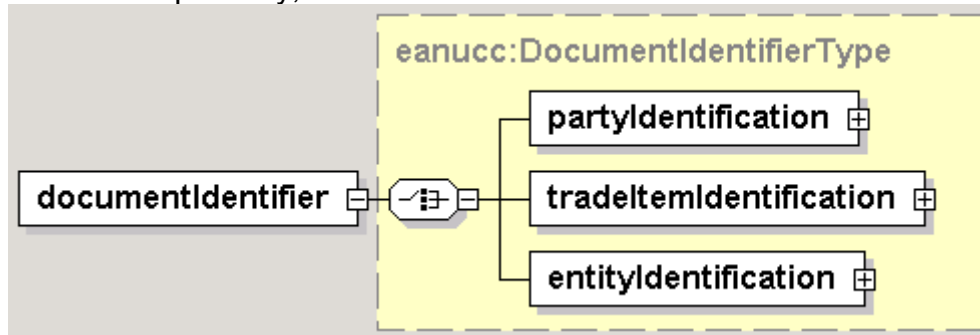 eanucc:DocumentIdentifierType
partyIdentification
documentIdentifier
tradeItemIdentification
entityIdentification